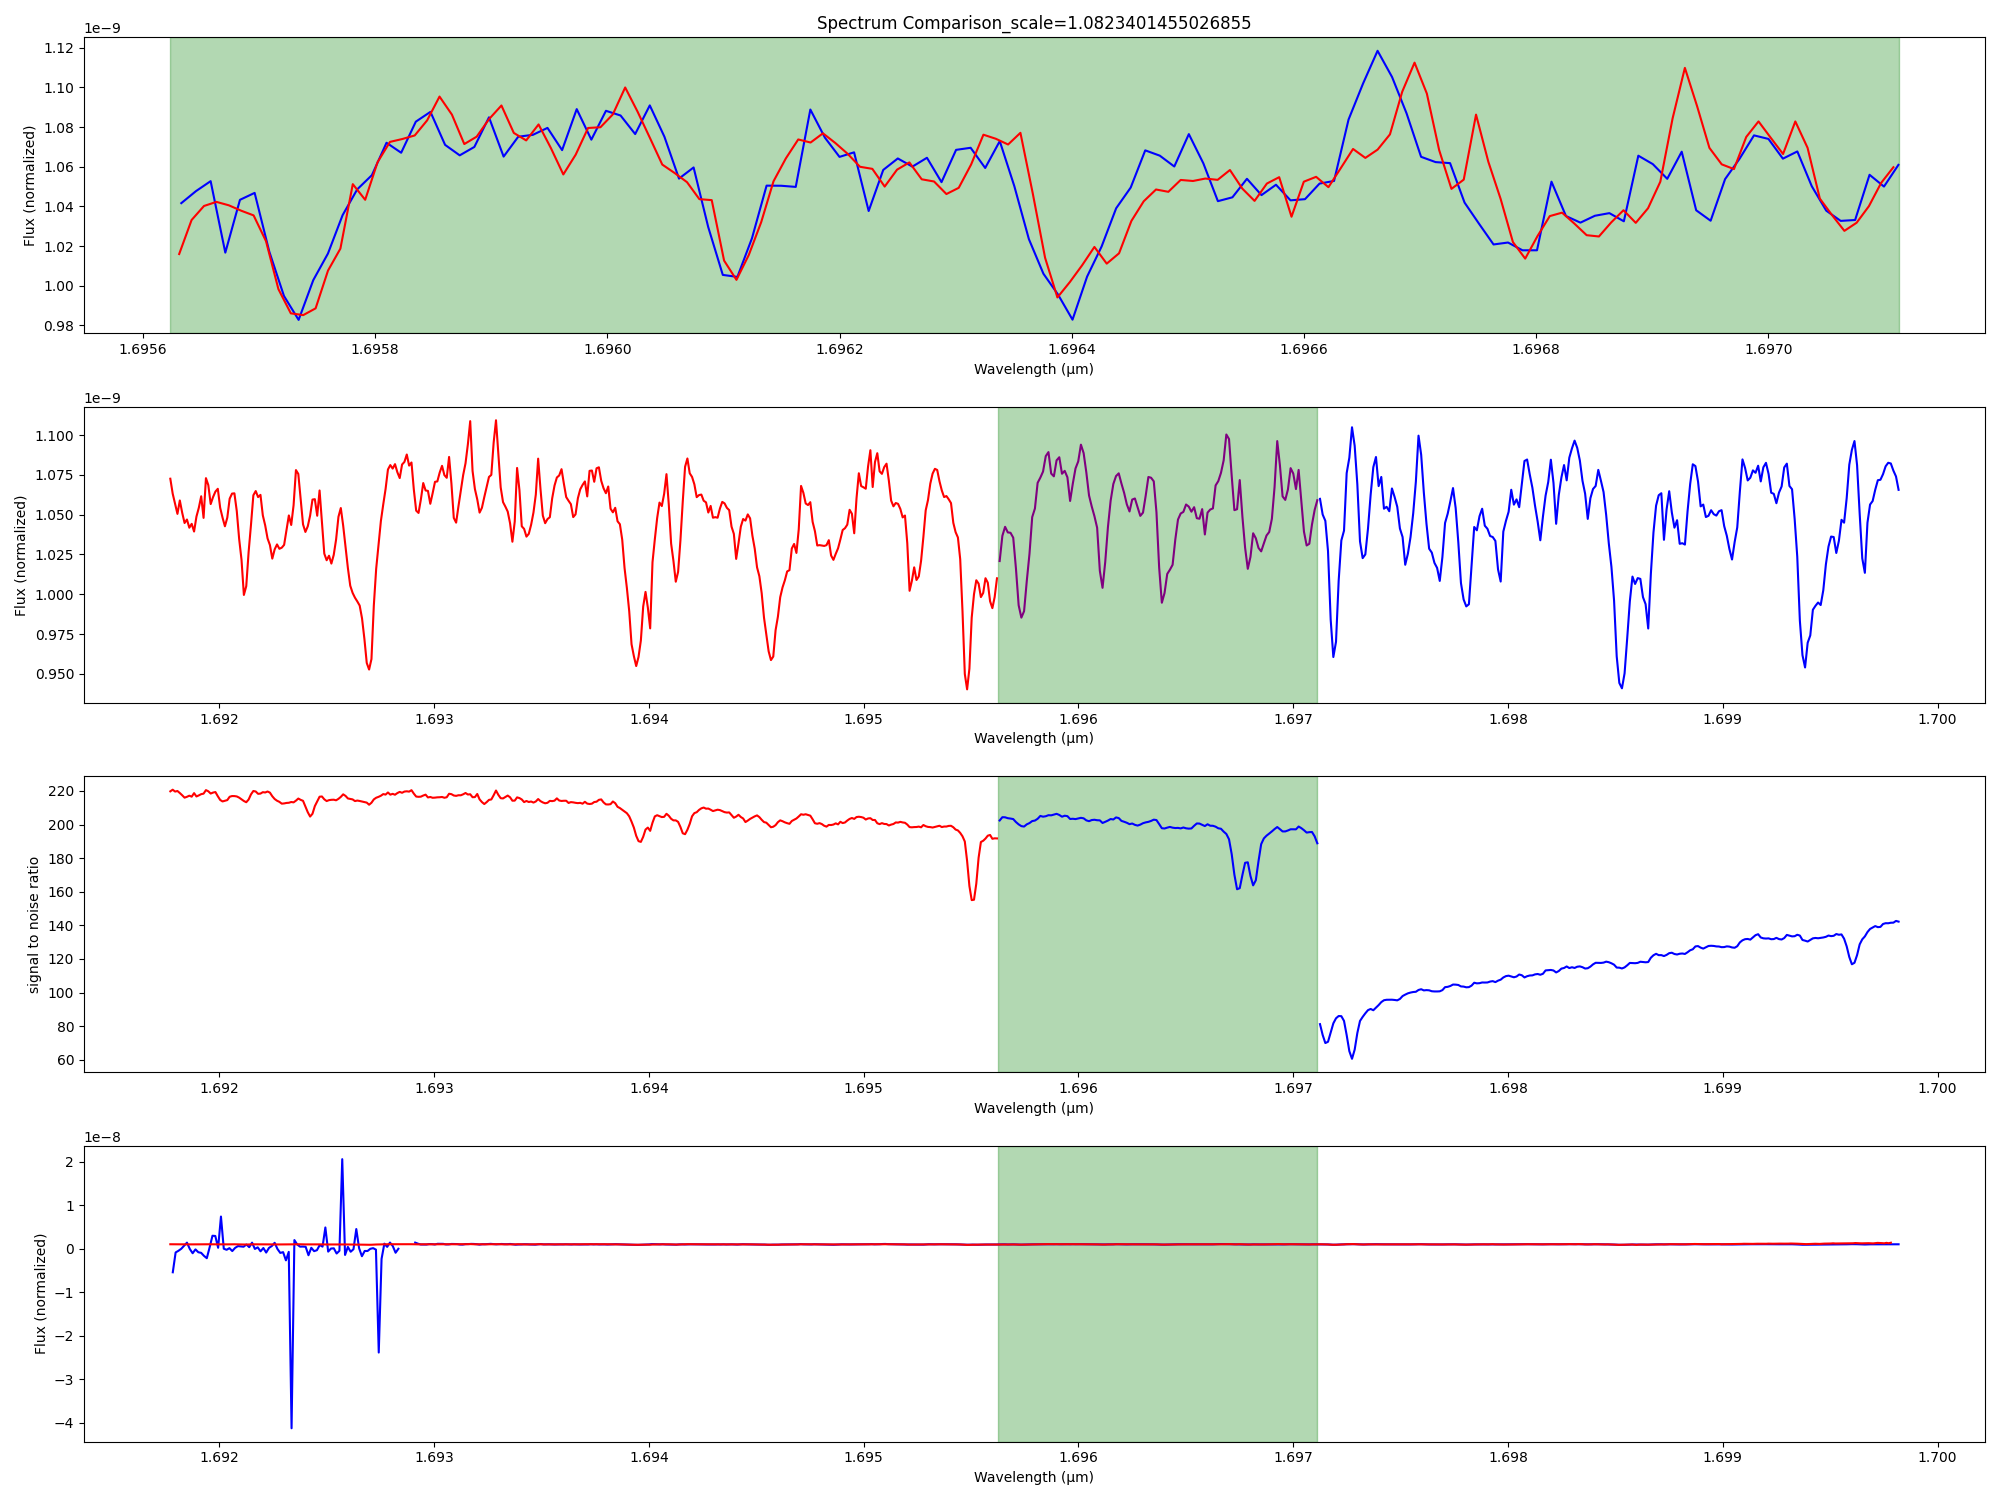 Spectrum Comparison_scale=1.0823401455026855
1e−9
1.12
1.10
1.08
1.06
1.04
1.02
1.00
0.98
Flux (normalized)
1.6956 1.6958 1.6960 1.6962 1.6964 1.6966 1.6968 1.6970
Wavelength (μm)
1e−9
1.100
1.075
1.050
1.025
1.000
0.975
0.950
Flux (normalized)
1.692 1.693 1.694 1.695 1.696 1.697 1.698 1.699 1.700
Wavelength (μm)
220
200
180
160
140
120
100
80
60
signal to noise ratio
1.692 1.693 1.694 1.695 1.696 1.697 1.698 1.699 1.700
Wavelength (μm)
1e−8
2
1
0
−1
−2
−3
−4
Flux (normalized)
1.692 1.693 1.694 1.695 1.696 1.697 1.698 1.699 1.700
Wavelength (μm)